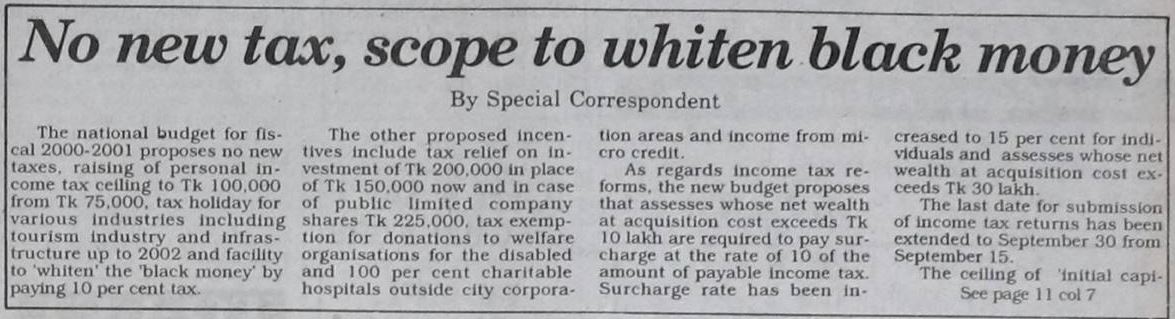 No new tax, scope to whiten black money
By Special Correspondent
The national budget for fis-
cal 2000-2001 proposes no new
taxes, raising of personal in-
come tax ceiling to Tk 100,000
from Tk 75,000, tax holiday for
various industries including
tourism industry and infras-
tructure up to 2002 and facility
to 'whiten' the 'black money' by
paying 10 per cent tax.
The other proposed incen-
tives include tax relief on in-
vestment of Tk 200,000 in place
of Tk 150,000 now and in case
of public limited company
shares Tk 225,000, tax exemp-
tion for donations to welfare
organisations for the disabled
and 100 per cent charitable
hospitals outside city corpora-
tion areas and income from mi-
cro credit.
As regards income tax re-
forms, the new budget proposes
that assesses whose net wealth
at acquisition cost exceeds Tk
10 lakh are required to pay sur-
charge at the rate of 10 of the
amount of payable income tax.
Surcharge rate has been in-
creased to 15 per cent for indi-
viduals and assesses whose net
wealth at acquisition cost ex-
ceeds Tk 30 lakh.
The last date for submission
of income tax returns has been
extended to September 30 from
September 15.
The ceiling of 'initial capi-
See page 11 col 7